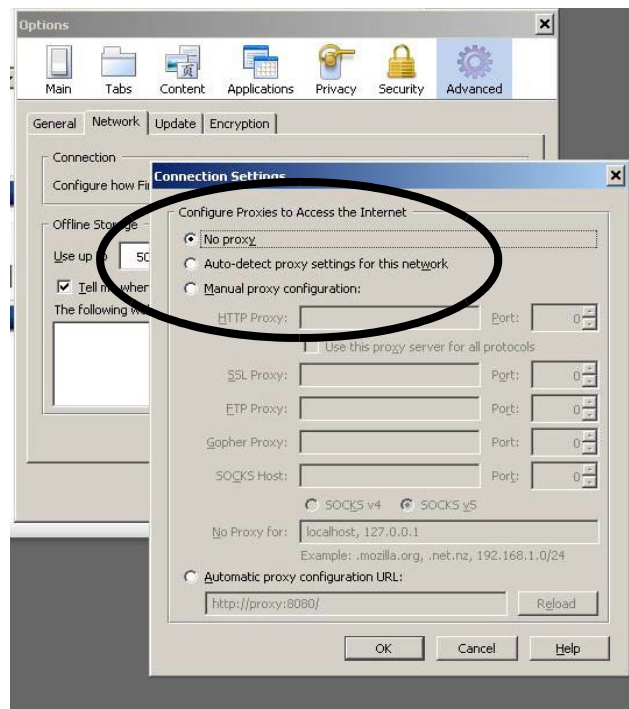 Options
Main Tabs Content Applications Privacy Security Advanced
General Network Update Encryption
Connection
Configure how Fi
Offline Storage
Use up to 50
Tell me when
The following we
Connection Settings
Configure Proxies to Access the Internet
No proxy
Auto-detect proxy settings for this network
Manual proxy configuration:
HTTP Proxy: Port: 0
Use this proxy server for all protocols
SSL Proxy: Port: 0
FTP Proxy: Port: 0
Gopher Proxy: Port: 0
SOCKS Host: Port: 0
SOCKS v4 SOCKS v5
No Proxy for: localhost, 127.0.0.1
Example: .mozilla.org, .net.nz, 192.168.1.0/24
Automatic proxy configuration URL:
http://proxy:8080/ Reload
OK Cancel Help